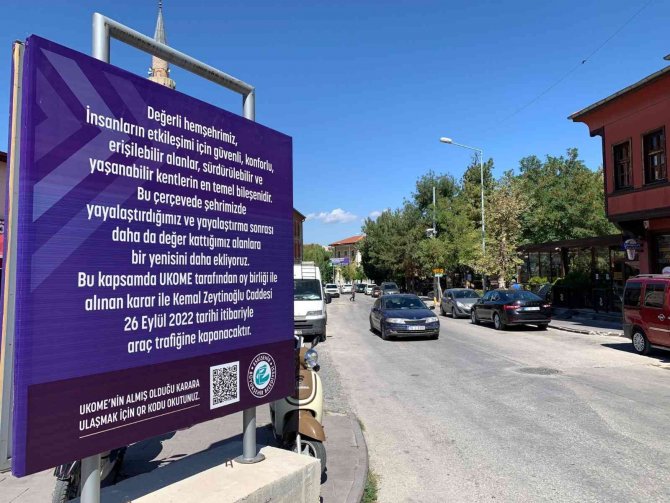 Değerli hemşehrimiz,
İnsanların etkileşimi için güvenli, konforlu,
erişilebilir alanlar, sürdürülebilir ve
yaşanabilir kentlerin en temel bileşenidir.
Bu çerçevede şehrimizde
yayalaştırdığımız ve yayalaştırma sonrası
daha da değer kattığımız alanlara
bir yenisini daha ekliyoruz.
Bu kapsamda UKOME tarafından oy birliği ile
alınan karar ile Kemal Zeytinoğlu Caddesi
26 Eylül 2022 tarihi itibariyle
araç trafiğine kapanacaktır.
UKOME'NİN ALMIŞ OLDUĞU KARARA
ULAŞMAK İÇİN QR KODU OKUTUNUZ.